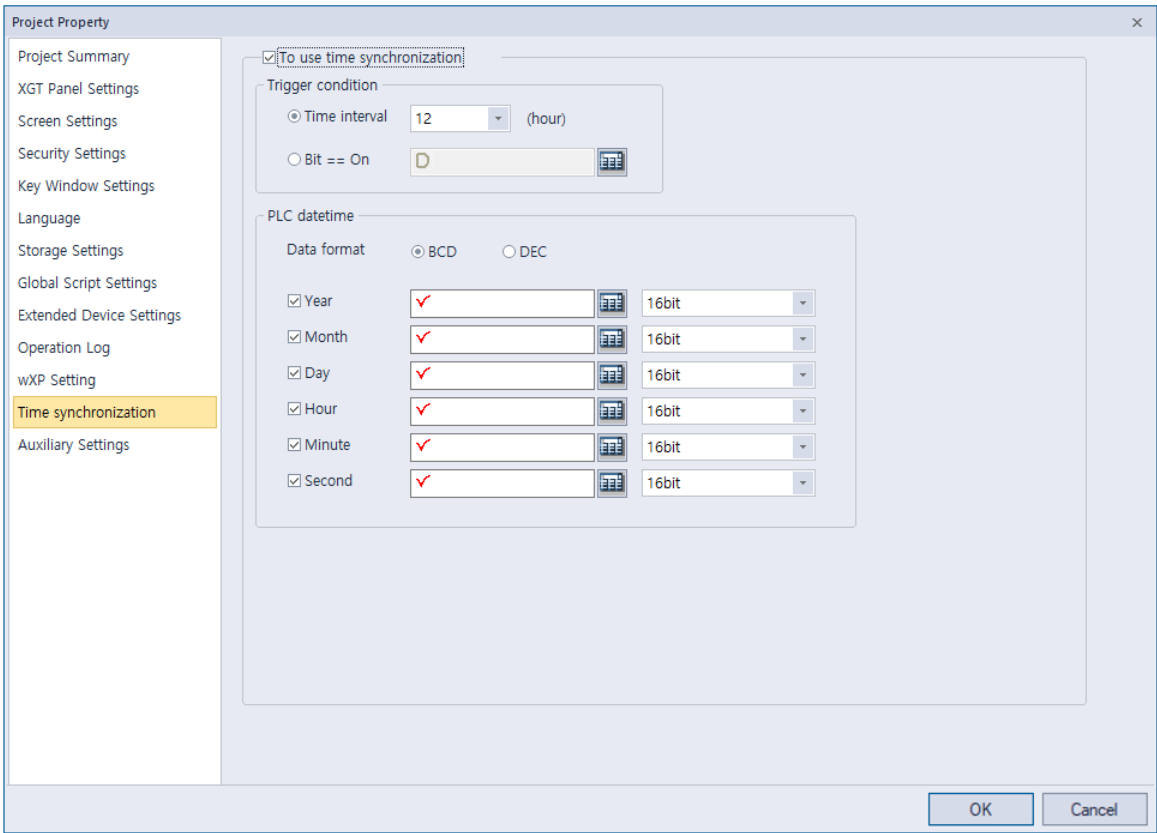 Project Property
Project Summary
XGT Panel Settings
Screen Settings
Security Settings
Key Window Settings
Language
Storage Settings
Global Script Settings
Extended Device Settings
Operation Log
wXP Setting
Time synchronization
Auxiliary Settings
To use time synchronization
Trigger condition
Time interval 12 (hour)
Bit == On D
PLC datetime
Data format BCD DEC
Year 16bit
Month 16bit
Day 16bit
Hour 16bit
Minute 16bit
Second 16bit
OK Cancel